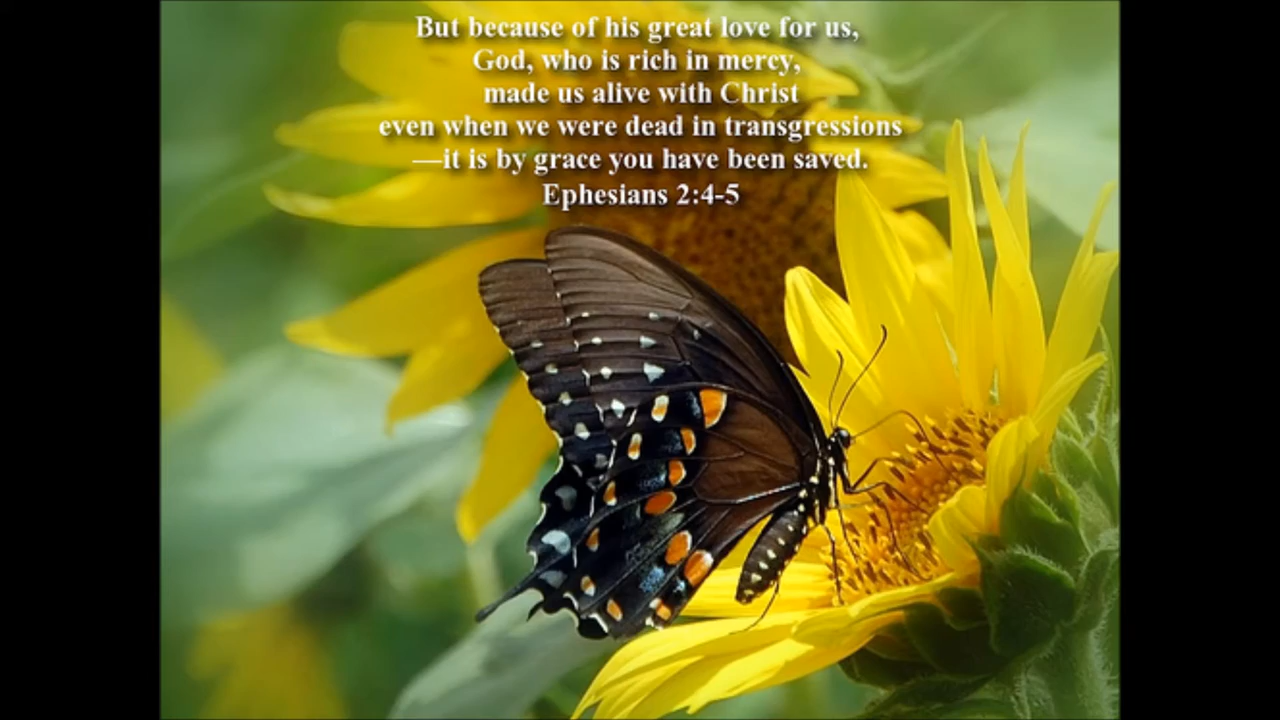 But because of his great love for us,
God, who is rich in mercy,
made us alive with Christ
even when we were dead in transgressions
—it is by grace you have been saved.
Ephesians 2:4-5